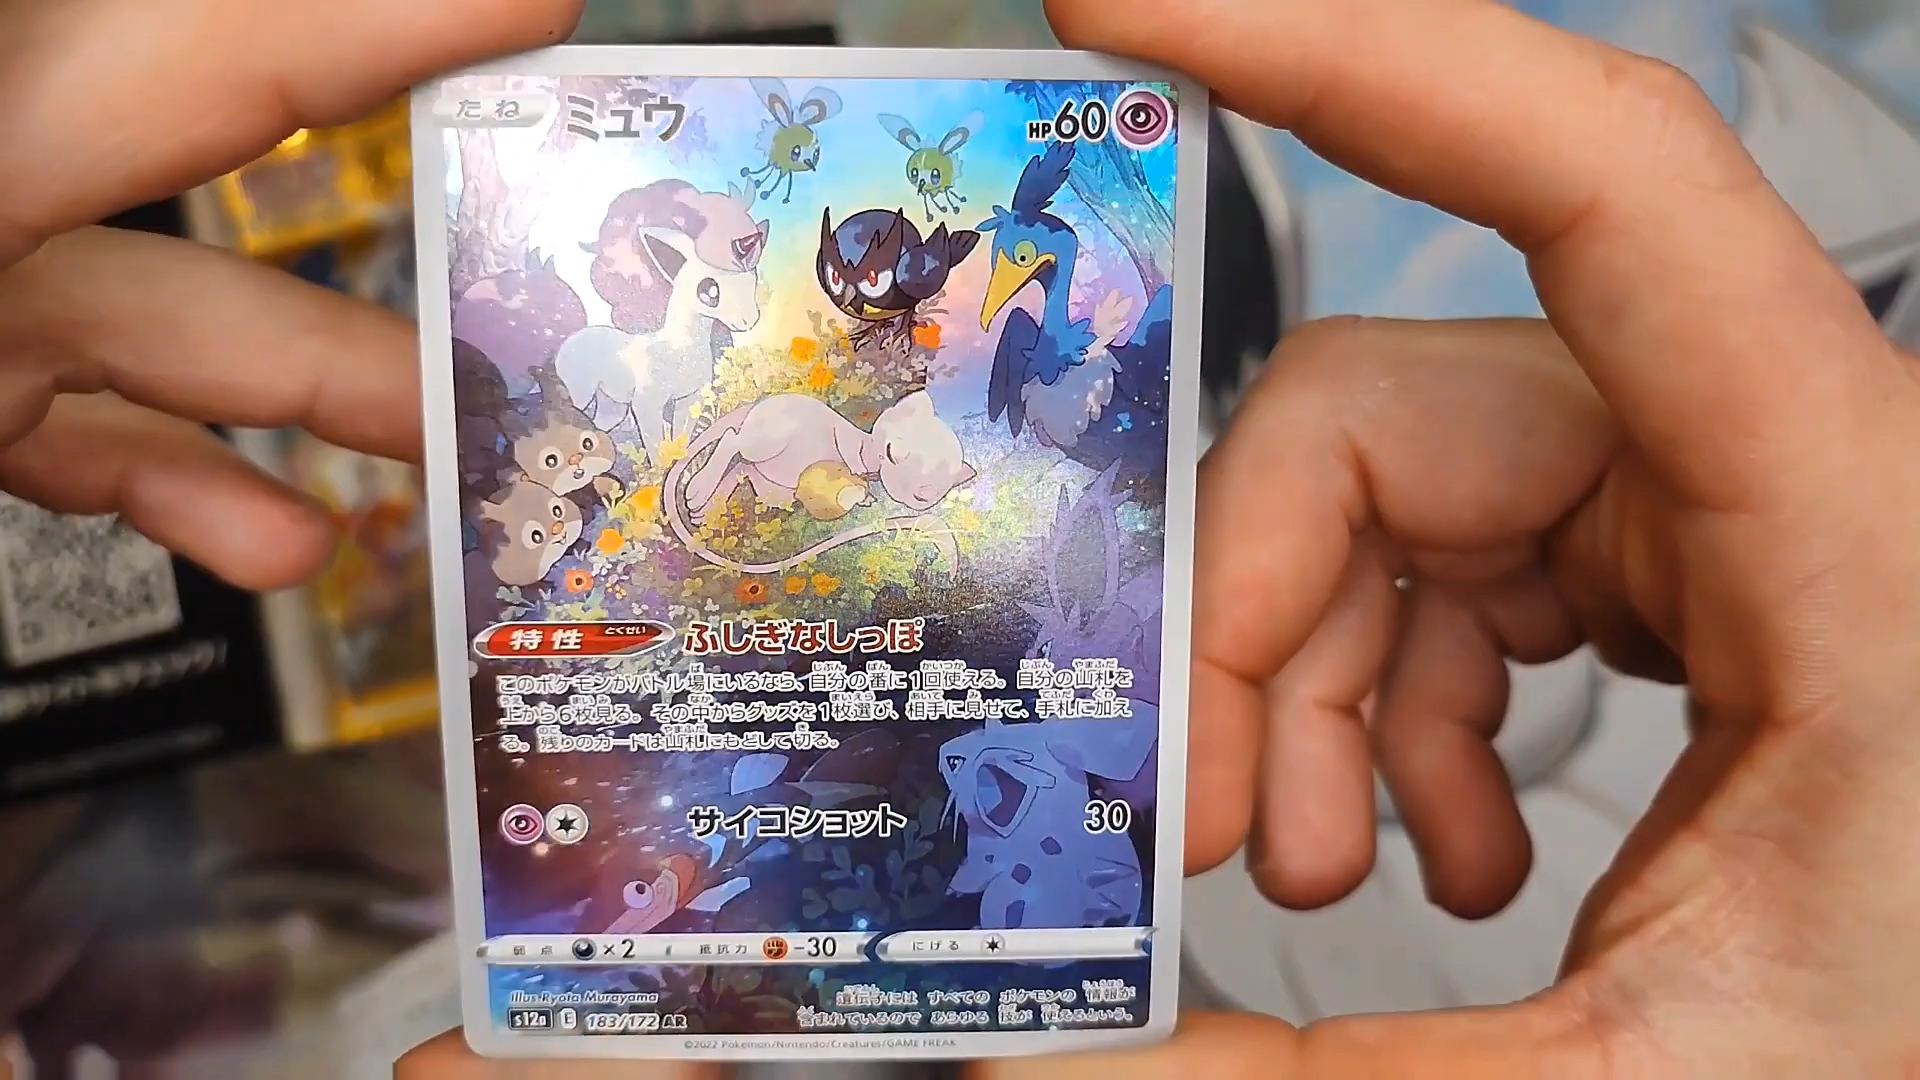 たね ミュウ HP60
特性 とくせい ふしぎなしっぽ
このポケモンがバトル場にいるなら、自分の番に1回使える。自分の山札を
上から6枚見る。その中からグッズを1枚選び、相手に見せて、手札に加え
る。残りのカードは山札にもどして切る。
サイコショット 30
弱点 ×2 抵抗力 -30 にげる
Illus. Ryota Murayama
遺伝子には すべての ポケモンの 情報が
含まれているので あらゆる 技が 使えるという。
s12a E 183/172 AR
©2022 Pokémon/Nintendo/Creatures/GAME FREAK